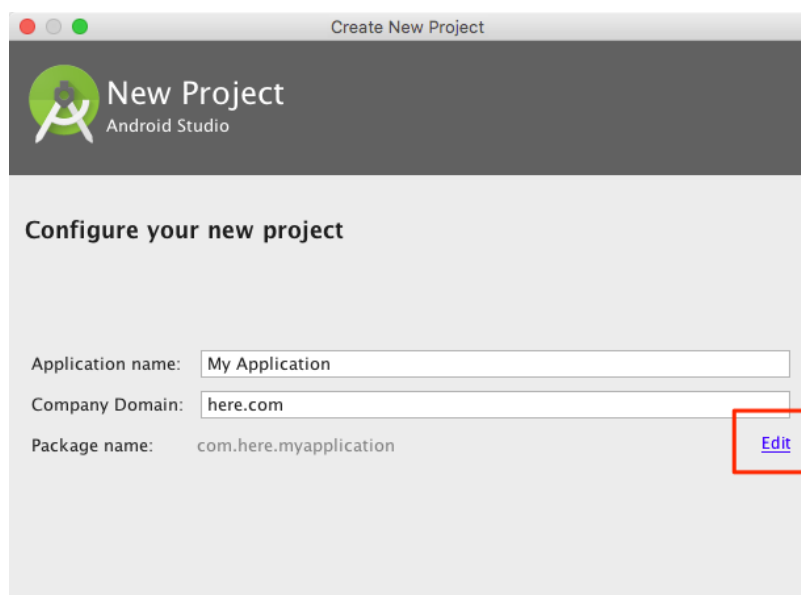 Create New Project
New Project
Android Studio
Configure your new project
Application name: My Application
Company Domain: here.com
Package name: com.here.myapplication Edit